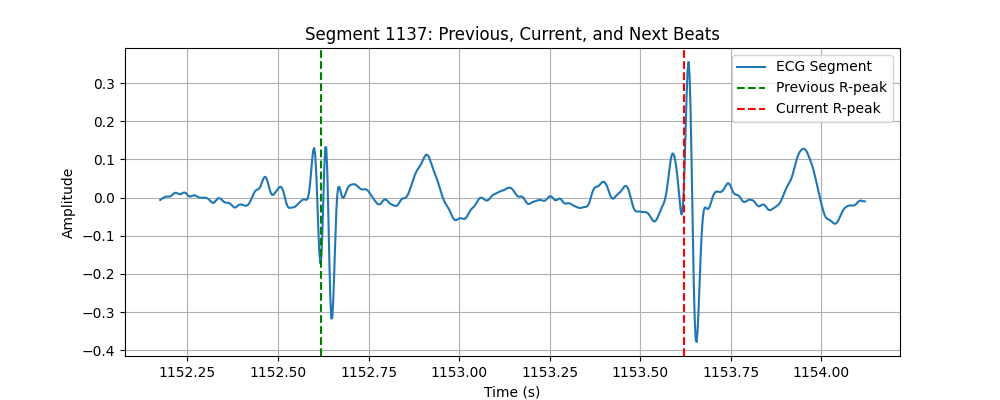 Segment 1137: Previous, Current, and Next Beats
ECG Segment
Previous R-peak
Current R-peak
Amplitude
0.3
0.2
0.1
0.0
−0.1
−0.2
−0.3
−0.4
1152.25 1152.50 1152.75 1153.00 1153.25 1153.50 1153.75 1154.00
Time (s)